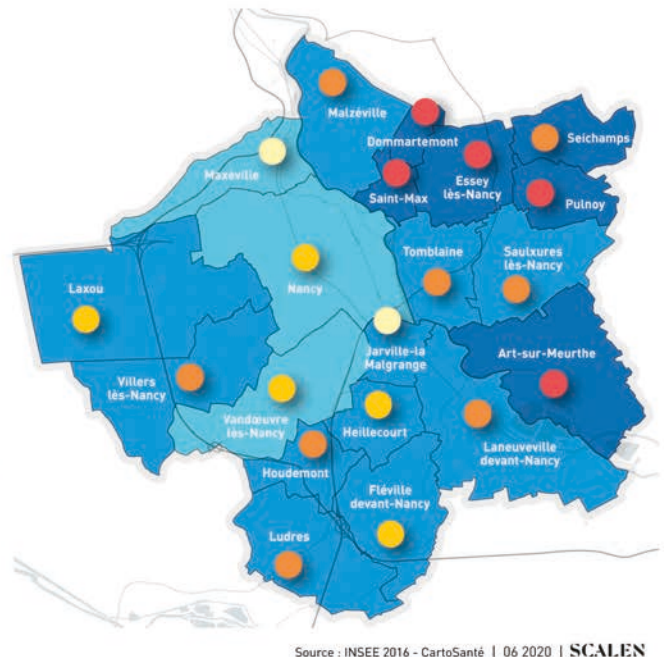 Malzéville
Dommartemont
Seichamps
Maxéville
Saint-Max
Essey
lès-Nancy
Pulnoy
Tomblaine
Saulxures
lès-Nancy
Nancy
Laxou
Jarville-la
Malgrange
Art-sur-Meurthe
Villers
lès-Nancy
Vandœuvre
lès-Nancy
Heillecourt
Laneuveville
devant-Nancy
Houdemont
Fléville
devant-Nancy
Ludres
Source : INSEE 2016 - CartoSanté | 06 2020 | SCALEN